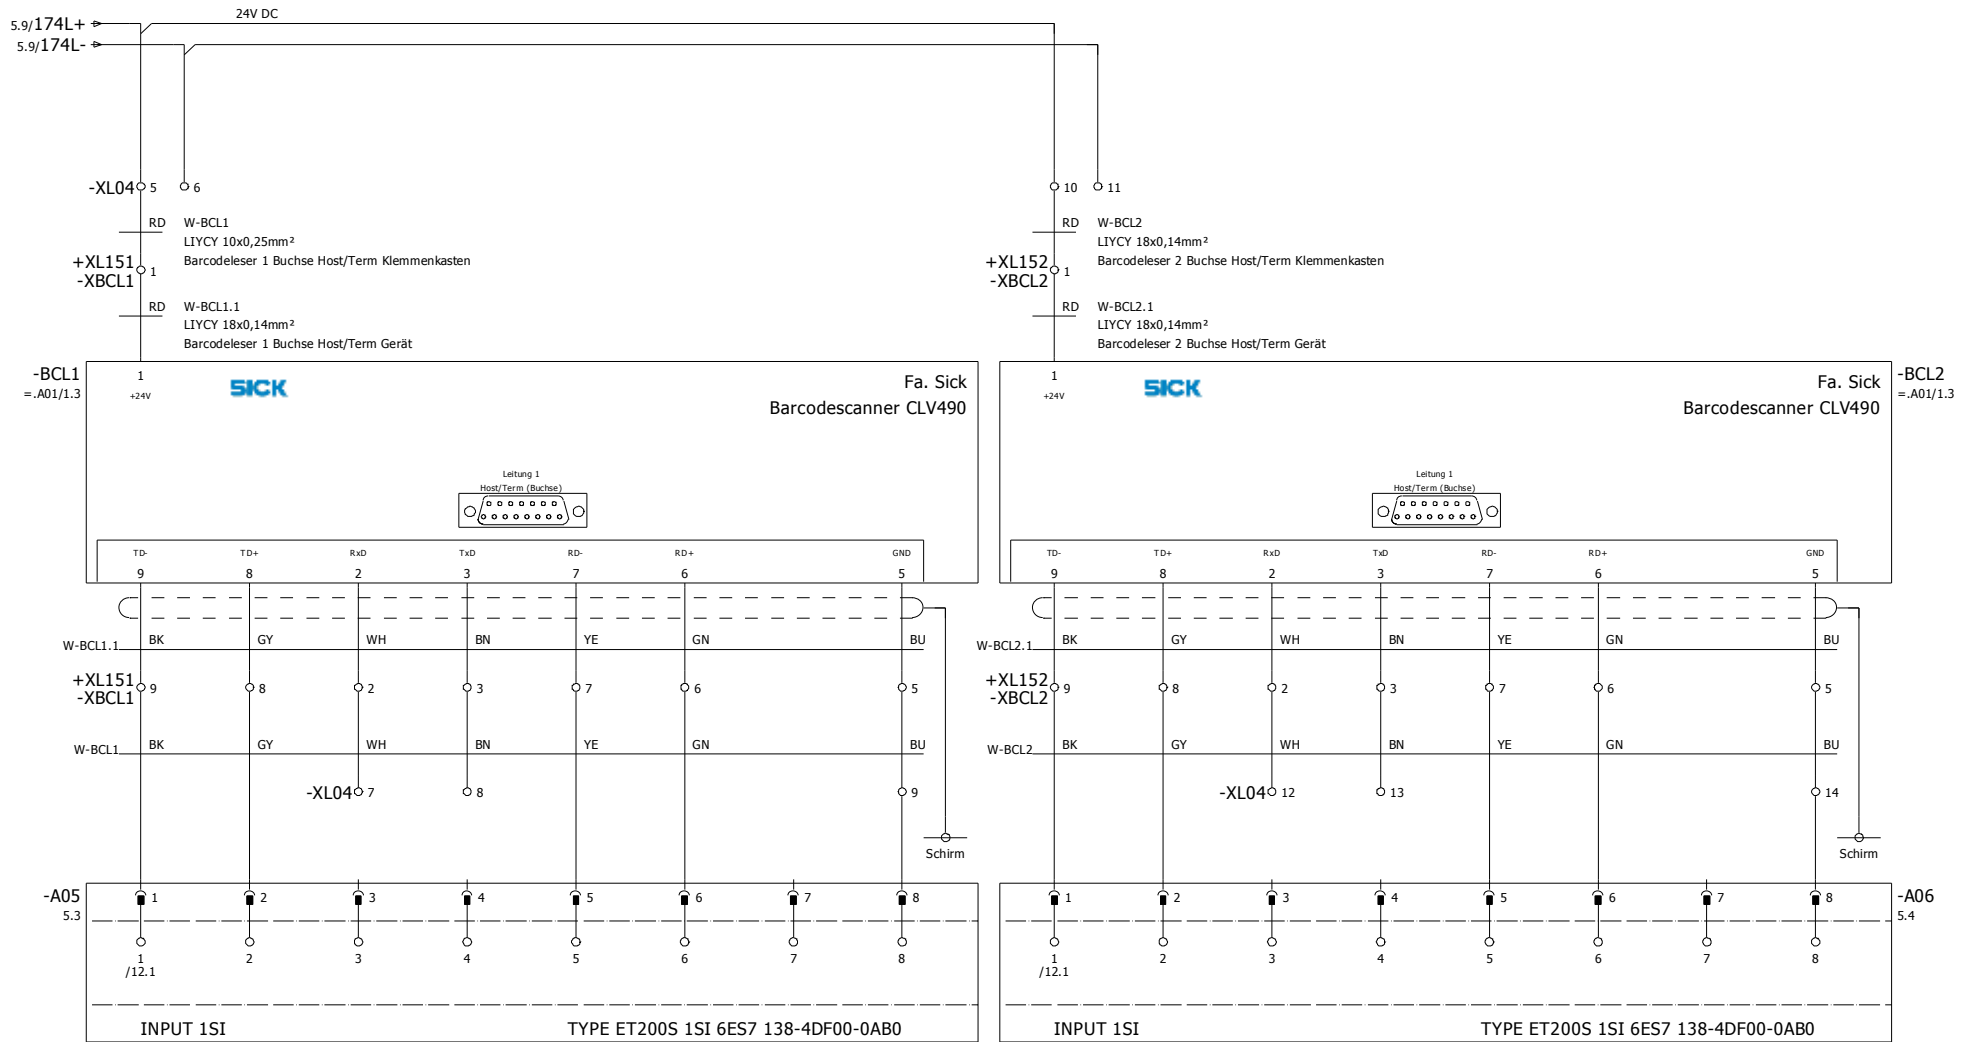 24V DC
5.9/174L+
5.9/174L-
-XL04 5 6 10 11
RD W-BCL1
LIYCY 10x0,25mm²
Barcodeleser 1 Buchse Host/Term Klemmenkasten
+XL151
-XBCL1 1
RD W-BCL1.1
LIYCY 18x0,14mm²
Barcodeleser 1 Buchse Host/Term Gerät
RD W-BCL2
LIYCY 18x0,14mm²
Barcodeleser 2 Buchse Host/Term Klemmenkasten
+XL152
-XBCL2 1
RD W-BCL2.1
LIYCY 18x0,14mm²
Barcodeleser 2 Buchse Host/Term Gerät
-BCL1
=.A01/1.3
1
+24V
SICK
Fa. Sick
Barcodescanner CLV490
Leitung 1
Host/Term (Buchse)
TD- TD+ RxD TxD RD- RD+ GND
9 8 2 3 7 6 5
W-BCL1.1 BK GY WH BN YE GN BU
+XL151
-XBCL1 9 8 2 3 7 6 5
W-BCL1 BK GY WH BN YE GN BU
-XL04 7 8 9
Schirm
-A05
5.3
1 2 3 4 5 6 7 8
1 2 3 4 5 6 7 8
/12.1
INPUT 1SI TYPE ET200S 1SI 6ES7 138-4DF00-0AB0
-BCL2
=.A01/1.3
1
+24V
SICK
Fa. Sick
Barcodescanner CLV490
Leitung 1
Host/Term (Buchse)
TD- TD+ RxD TxD RD- RD+ GND
9 8 2 3 7 6 5
W-BCL2.1 BK GY WH BN YE GN BU
+XL152
-XBCL2 9 8 2 3 7 6 5
W-BCL2 BK GY WH BN YE GN BU
-XL04 12 13 14
Schirm
-A06
5.4
1 2 3 4 5 6 7 8
1 2 3 4 5 6 7 8
/12.1
INPUT 1SI TYPE ET200S 1SI 6ES7 138-4DF00-0AB0